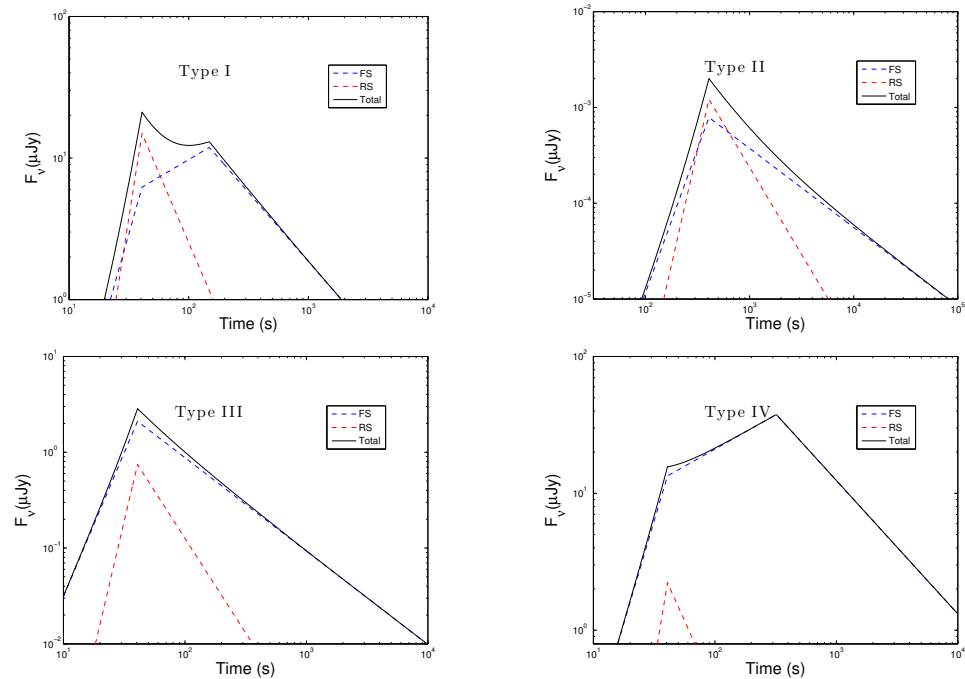 10^2
10^1
10^0
F_ν(μJy)
Type I
FS
RS
Total
10^1
10^2
10^3
10^4
Time (s)
10^-2
10^-3
10^-4
10^-5
F_ν(μJy)
Type II
FS
RS
Total
10^2
10^3
10^4
10^5
Time (s)
10^1
10^0
10^-1
10^-2
F_ν(μJy)
Type III
FS
RS
Total
10^1
10^2
10^3
10^4
Time (s)
10^2
10^1
10^0
F_ν(μJy)
Type IV
FS
RS
Total
10^1
10^2
10^3
10^4
Time (s)